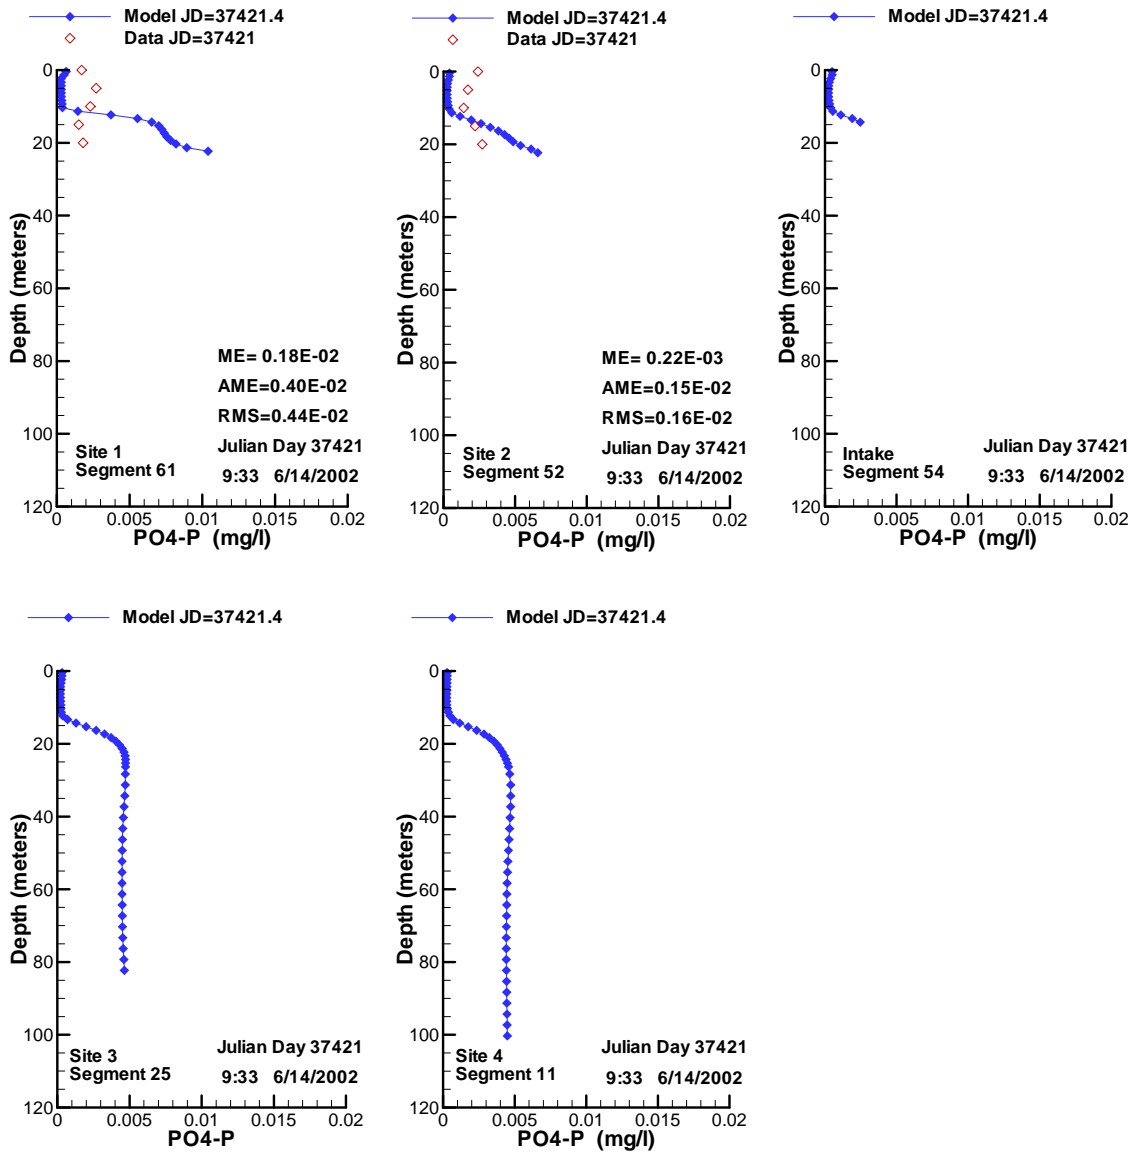 Model JD=37421.4
Data JD=37421
0
20
40
60
80
100
120
Depth (meters)
ME= 0.18E-02
AME=0.40E-02
RMS=0.44E-02
Site 1
Segment 61
Julian Day 37421
9:33 6/14/2002
0 0.005 0.01 0.015 0.02
PO4-P (mg/l)
Model JD=37421.4
Data JD=37421
0
20
40
60
80
100
120
Depth (meters)
ME= 0.22E-03
AME=0.15E-02
RMS=0.16E-02
Site 2
Segment 52
Julian Day 37421
9:33 6/14/2002
0 0.005 0.01 0.015 0.02
PO4-P (mg/l)
Model JD=37421.4
0
20
40
60
80
100
120
Depth (meters)
Intake
Segment 54
Julian Day 37421
9:33 6/14/2002
0 0.005 0.01 0.015 0.02
PO4-P (mg/l)
Model JD=37421.4
0
20
40
60
80
100
120
Depth (meters)
Site 3
Segment 25
Julian Day 37421
9:33 6/14/2002
0 0.005 0.01 0.015 0.02
PO4-P
Model JD=37421.4
0
20
40
60
80
100
120
Depth (meters)
Site 4
Segment 11
Julian Day 37421
9:33 6/14/2002
0 0.005 0.01 0.015 0.02
PO4-P (mg/l)